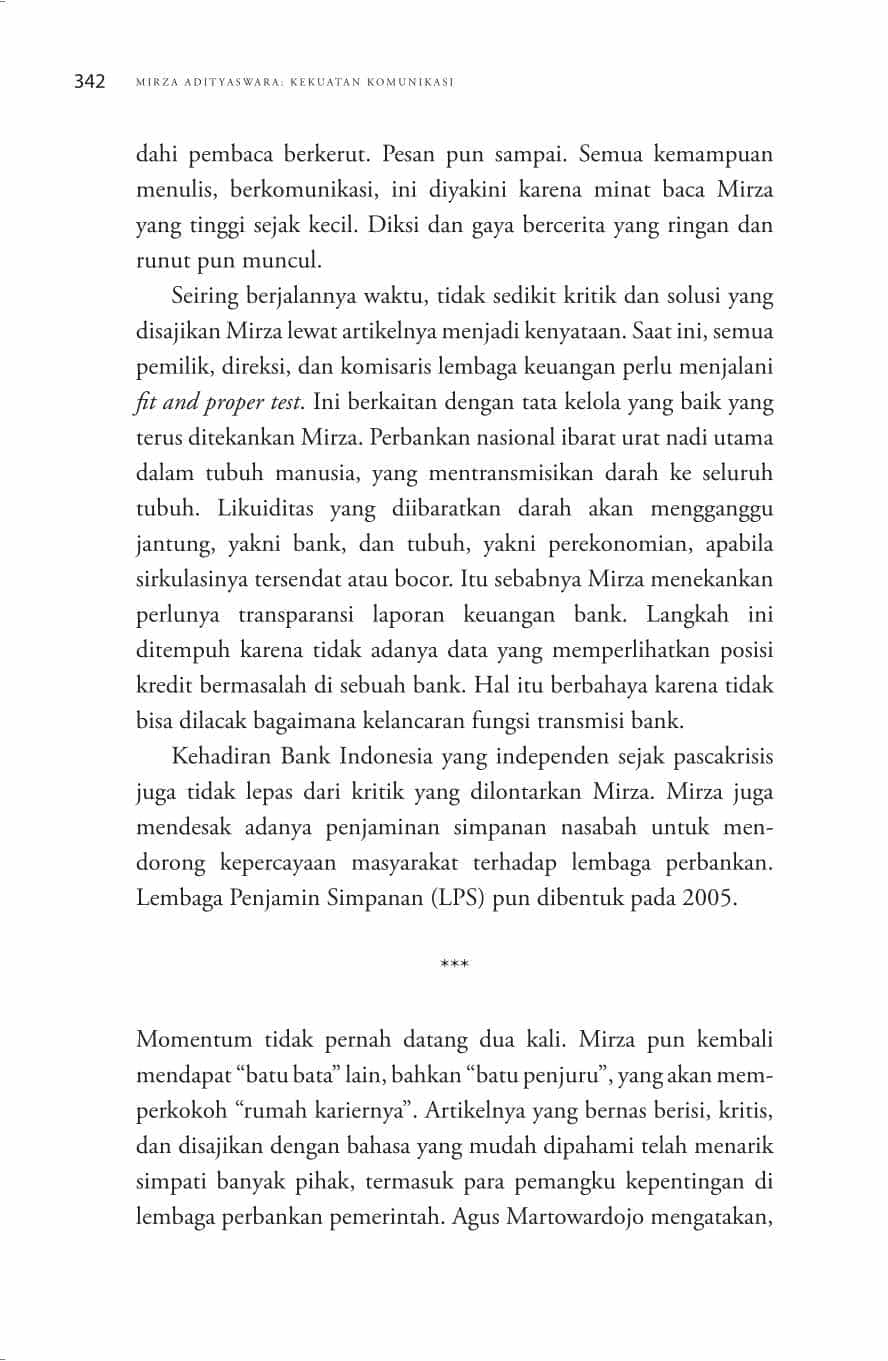 342 MIRZA ADITYASWARA: KEKUATAN KOMUNIKASI
dahi pembaca berkerut. Pesan pun sampai. Semua kemampuan
menulis, berkomunikasi, ini diyakini karena minat baca Mirza
yang tinggi sejak kecil. Diksi dan gaya bercerita yang ringan dan
runut pun muncul.
Seiring berjalannya waktu, tidak sedikit kritik dan solusi yang
disajikan Mirza lewat artikelnya menjadi kenyataan. Saat ini, semua
pemilik, direksi, dan komisaris lembaga keuangan perlu menjalani
fit and proper test. Ini berkaitan dengan tata kelola yang baik yang
terus ditekankan Mirza. Perbankan nasional ibarat urat nadi utama
dalam tubuh manusia, yang mentransmisikan darah ke seluruh
tubuh. Likuiditas yang diibaratkan darah akan mengganggu
jantung, yakni bank, dan tubuh, yakni perekonomian, apabila
sirkulasinya tersendat atau bocor. Itu sebabnya Mirza menekankan
perlunya transparansi laporan keuangan bank. Langkah ini
ditempuh karena tidak adanya data yang memperlihatkan posisi
kredit bermasalah di sebuah bank. Hal itu berbahaya karena tidak
bisa dilacak bagaimana kelancaran fungsi transmisi bank.
Kehadiran Bank Indonesia yang independen sejak pascakrisis
juga tidak lepas dari kritik yang dilontarkan Mirza. Mirza juga
mendesak adanya penjaminan simpanan nasabah untuk men-
dorong kepercayaan masyarakat terhadap lembaga perbankan.
Lembaga Penjamin Simpanan (LPS) pun dibentuk pada 2005.
***
Momentum tidak pernah datang dua kali. Mirza pun kembali
mendapat “batu bata” lain, bahkan “batu penjuru”, yang akan mem-
perkokoh “rumah kariernya”. Artikelnya yang bernas berisi, kritis,
dan disajikan dengan bahasa yang mudah dipahami telah menarik
simpati banyak pihak, termasuk para pemangku kepentingan di
lembaga perbankan pemerintah. Agus Martowardojo mengatakan,